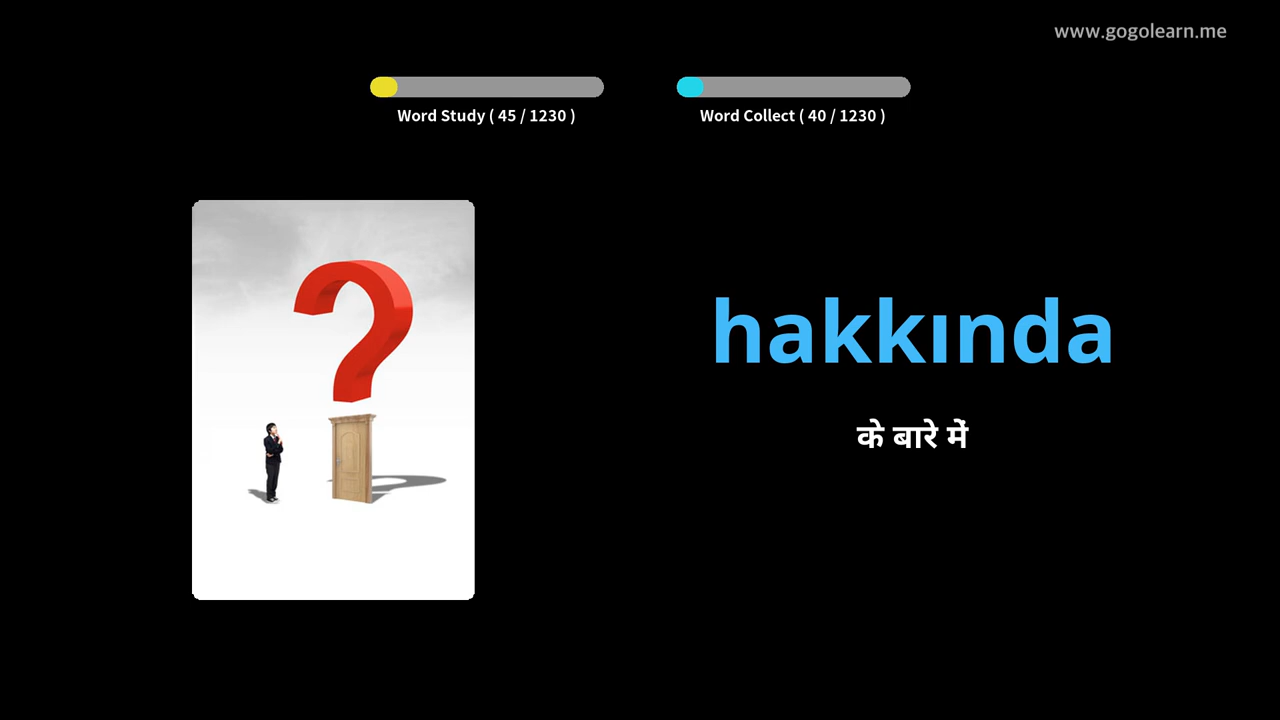 www.gogolearn.me
Word Study ( 45 / 1230 )
Word Collect ( 40 / 1230 )
hakkında
के बारे में